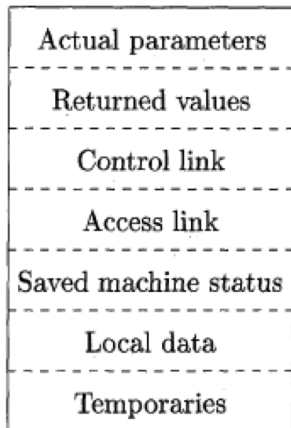 Actual parameters
Returned values
Control link
Access link
Saved machine status
Local data
Temporaries